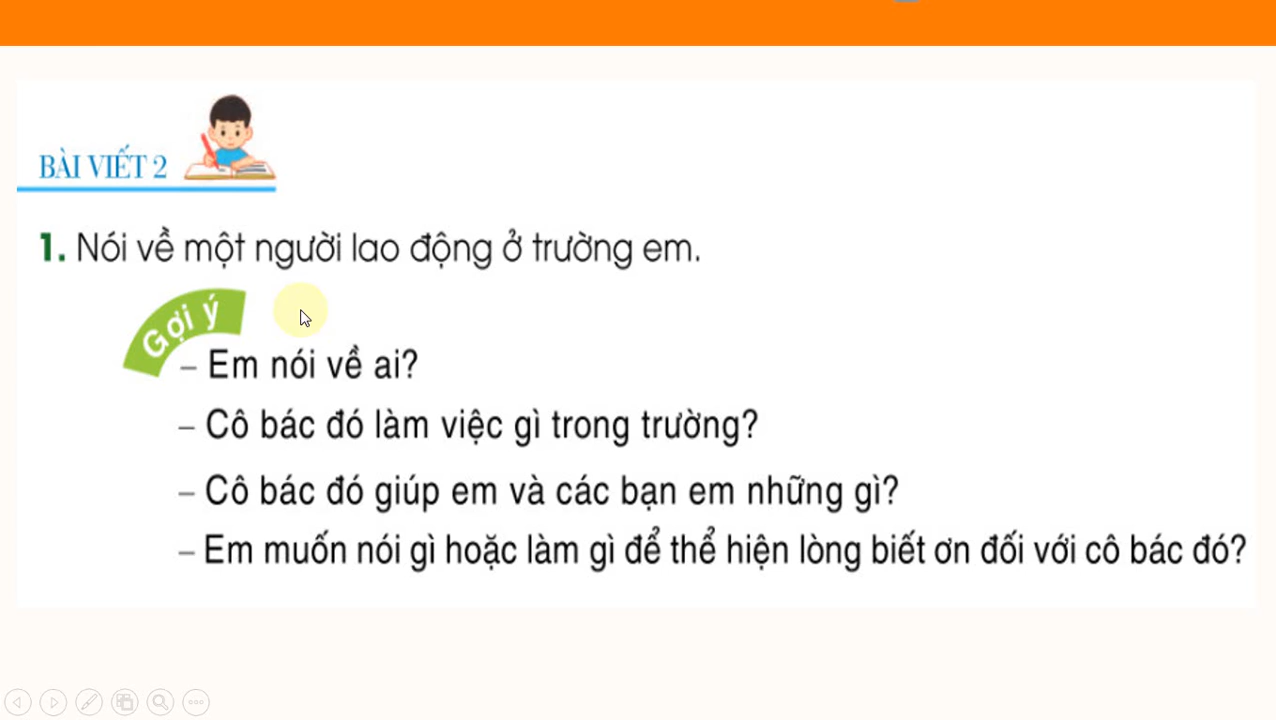 BÀI VIẾT 2
1. Nói về một người lao động ở trường em.
Gợi ý
– Em nói về ai?
– Cô bác đó làm việc gì trong trường?
– Cô bác đó giúp em và các bạn em những gì?
– Em muốn nói gì hoặc làm gì để thể hiện lòng biết ơn đối với cô bác đó?